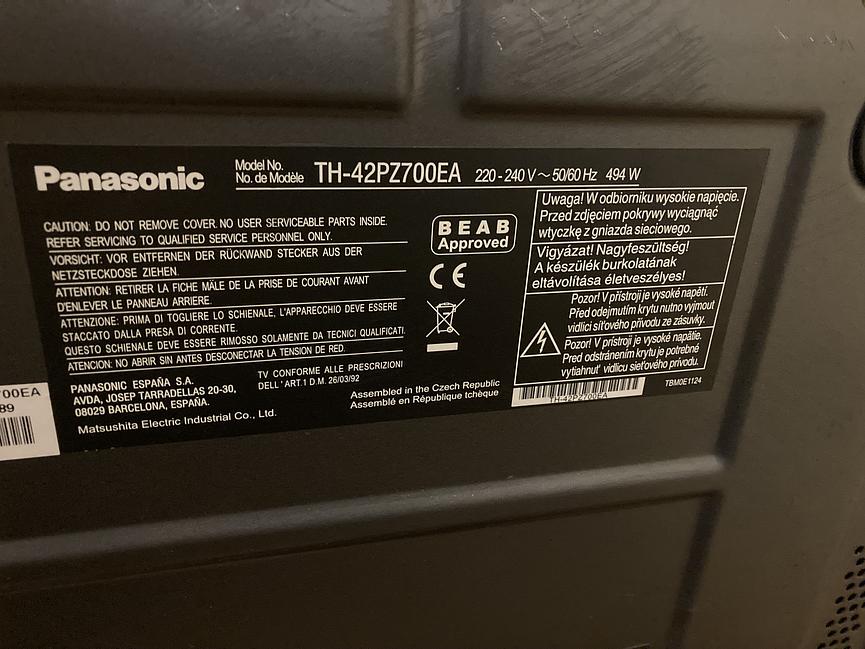 Panasonic
Model No.
No. de Modèle
TH-42PZ700EA
220 - 240 V ~ 50/60 Hz 494 W
CAUTION: DO NOT REMOVE COVER. NO USER SERVICEABLE PARTS INSIDE.
REFER SERVICING TO QUALIFIED SERVICE PERSONNEL ONLY.
VORSICHT: VOR ENTFERNEN DER RÜCKWAND STECKER AUS DER
NETZSTECKDOSE ZIEHEN.
ATTENTION: RETIRER LA FICHE MÂLE DE LA PRISE DE COURANT AVANT
D'ENLEVER LE PANNEAU ARRIERE.
ATTENZIONE: PRIMA DI TOGLIERE LO SCHIENALE, L'APPARECCHIO DEVE ESSERE
STACCATO DALLA PRESA DI CORRENTE.
QUESTO SCHIENALE DEVE ESSERE RIMOSSO SOLAMENTE DA TECNICI QUALIFICATI.
ATENCION: NO ABRIR SIN ANTES DESCONECTAR LA TENSION DE RED.
PANASONIC ESPAÑA S.A.
AVDA, JOSEP TARRADELLAS 20-30,
08029 BARCELONA, ESPAÑA.
TV CONFORME ALLE PRESCRIZIONI
DELL' ART.1 D.M. 26/03/92
Matsushita Electric Industrial Co., Ltd.
Assembled in the Czech Republic
Assemblé en République tchèque
BEAB
Approved
CE
Uwaga! W odbiorniku wysokie napięcie.
Przed zdjęciem pokrywy wyciągnąć
wtyczkę z gniazda sieciowego.
Vigyázat! Nagyfeszültség!
A készülék burkolatának
eltávolítása életveszélyes!
Pozor! V přístroji je vysoké napětí.
Před odejmutím krytu nutno vyjmout
vidlici síťového přívodu ze zásuvky.
Pozor! V prístroji je vysoké napätie.
Pred odstránením krytu je potrebné
vytiahnuť vidlicu sieťového prívodu.
TH-42PZ700EA
TBM0E1124
00EA
89